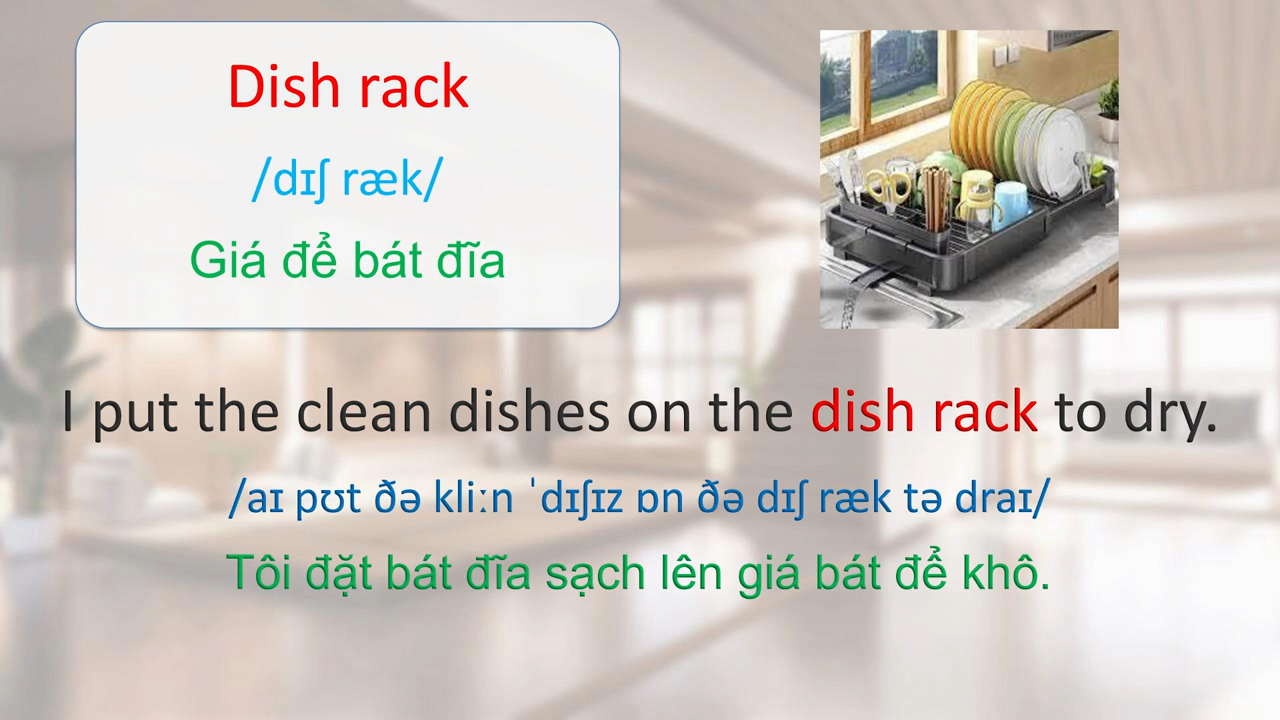 Dish rack
/dɪʃ ræk/
Giá để bát đĩa
I put the clean dishes on the dish rack to dry.
/aɪ pʊt ðə kliːn ˈdɪʃɪz ɒn ðə dɪʃ ræk tə draɪ/
Tôi đặt bát đĩa sạch lên giá bát để khô.